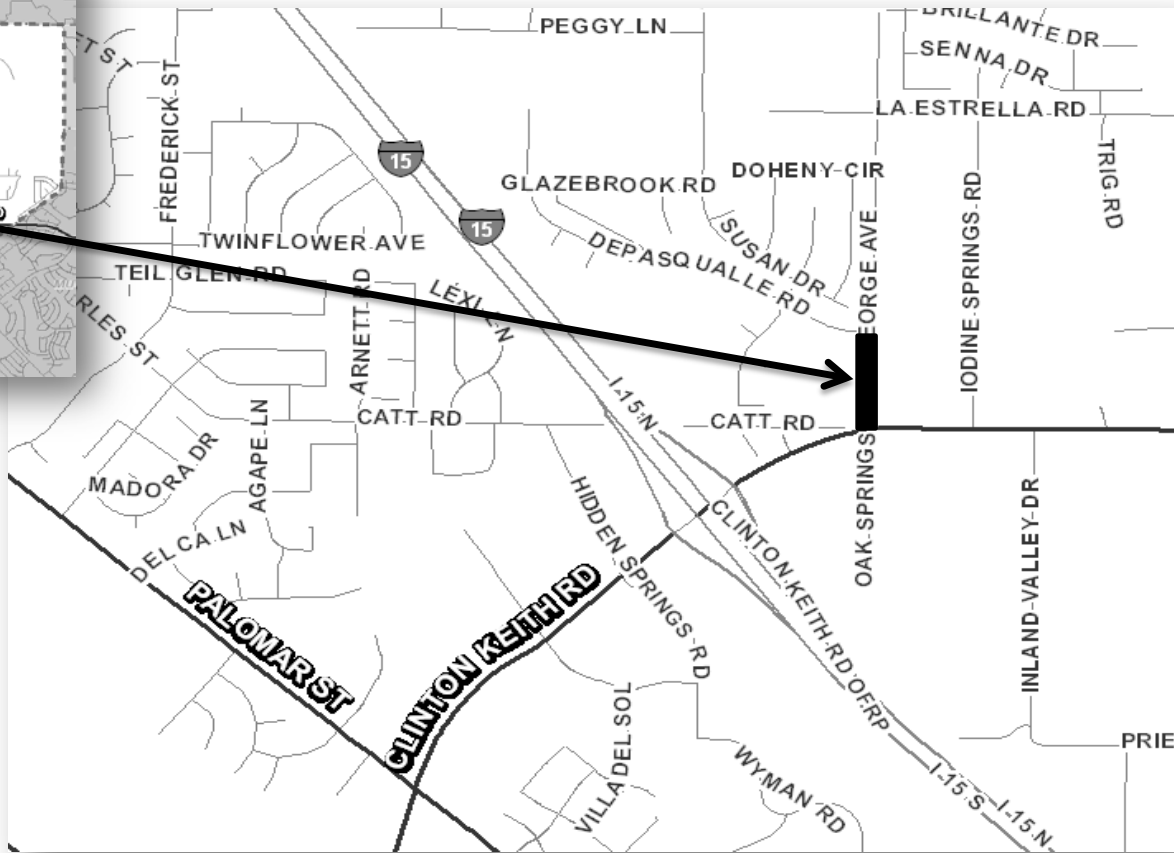 PEGGY LN
BRILLANTE DR
SENNA DR
LA ESTRELLA RD
FREDERICK ST
15
TRIG RD
GLAZEBROOK RD
DOHENY CIR
IODINE SPRINGS RD
15
SUSAN DR
DEPASQUALLE RD
EORGE AVE
TWINFLOWER AVE
TEIL GLEN RD
LEXI LN
ARNETT RD
RLES ST
I-15 N
CATT RD
CATT RD
AGAPE LN
MADORA DR
OAK SPRINGS
HIDDEN SPRINGS RD
CLINTON KEITH RD OFRP
INLAND VALLEY DR
DEL CA LN
PALOMAR ST
CLINTON KEITH RD
VILLA DEL SOL
WYMAN RD
PRIE
I-15 S
I-15 N